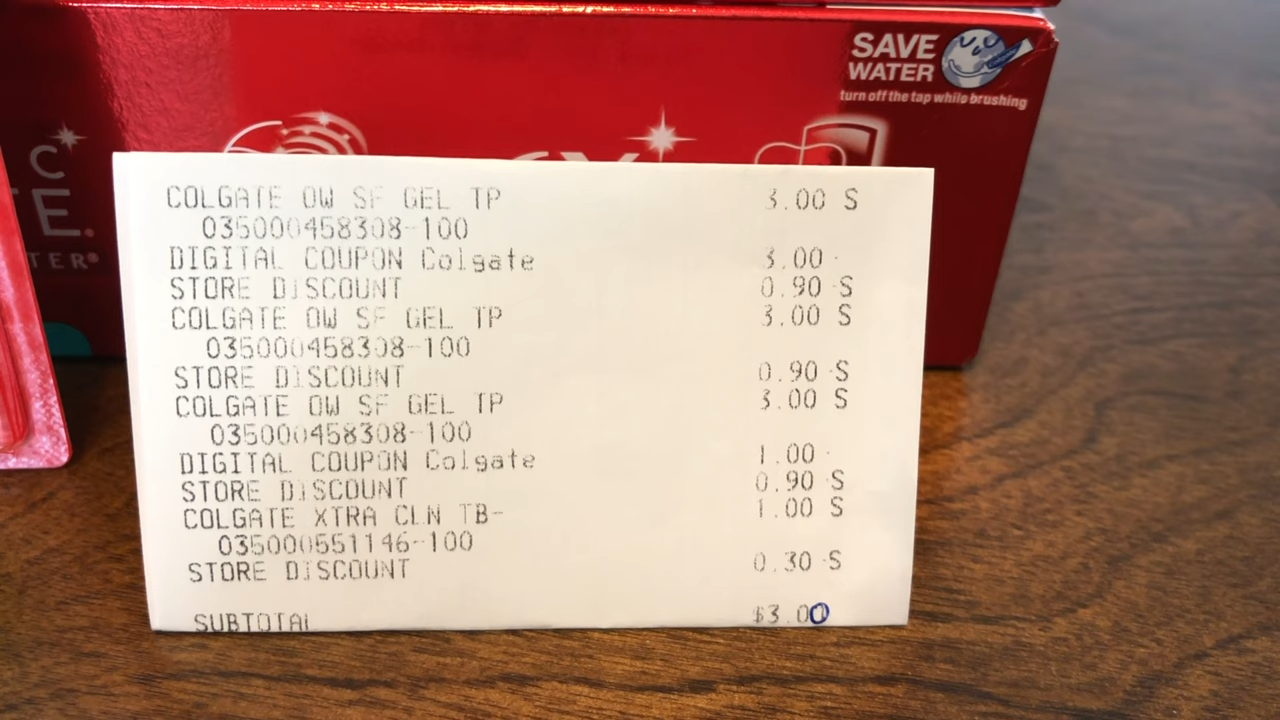 SAVE
WATER
turn off the tap while brushing
COLGATE OW SF GEL TP 3.00 S
035000458308-100
DIGITAL COUPON Colgate 3.00-
STORE DISCOUNT 0.90-S
COLGATE OW SF GEL TP 3.00 S
035000458308-100
STORE DISCOUNT 0.90-S
COLGATE OW SF GEL TP 3.00 S
035000458308-100
DIGITAL COUPON Colgate 1.00-
STORE DISCOUNT 0.90-S
COLGATE XTRA CLN TB- 1.00 S
035000551146-100
STORE DISCOUNT 0.30-S
SUBTOTAL $3.00